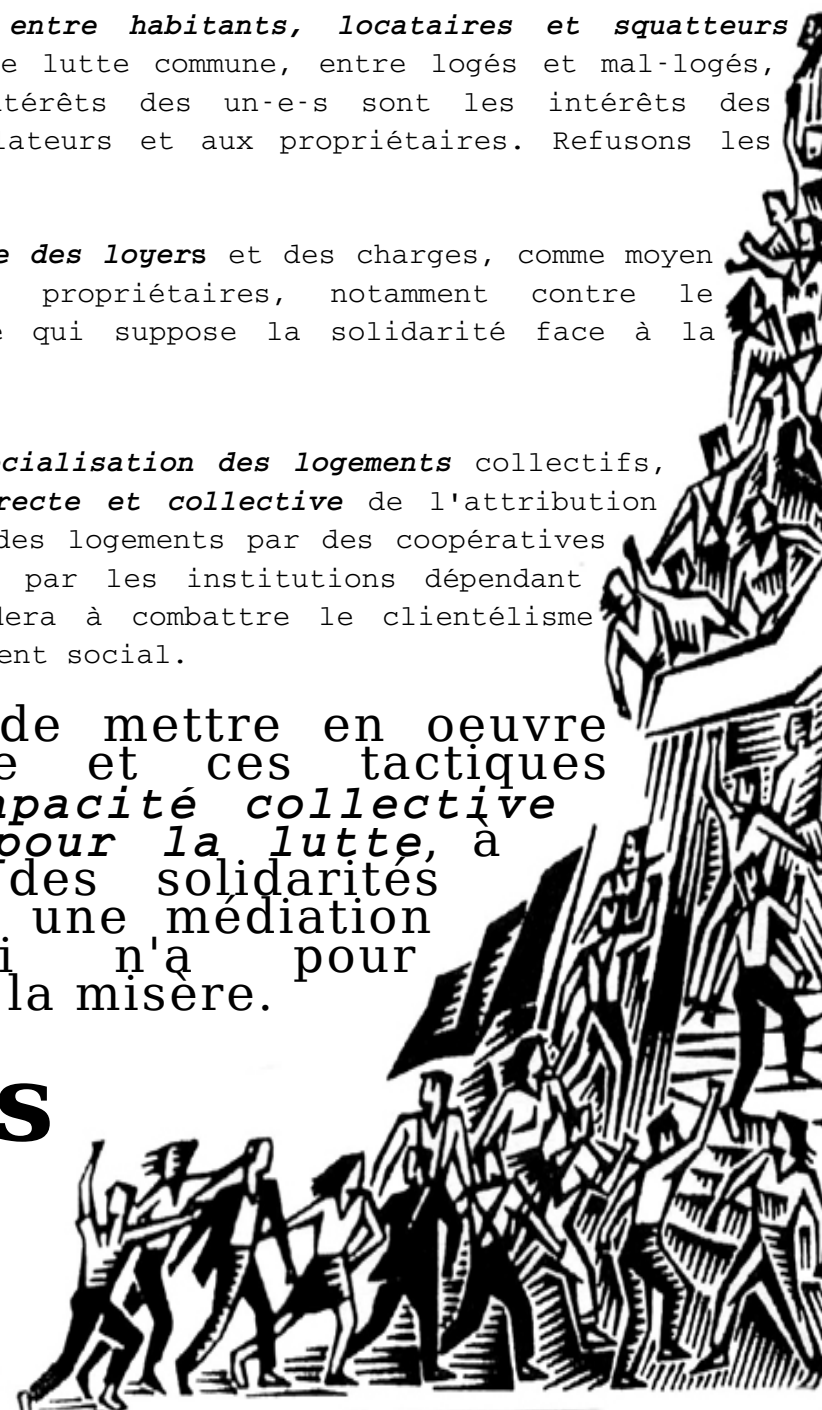 entre habitants, locataires et squatteurs
e lutte commune, entre logés et mal-logés,
ntérêts des un-e-s sont les intérêts des
lateurs et aux propriétaires. Refusons les
e des loyers et des charges, comme moyen
propriétaires, notamment contre le
e qui suppose la solidarité face à la
ocialisation des logements collectifs,
recte et collective de l'attribution
des logements par des coopératives
par les institutions dépendant
dera à combattre le clientélisme
ent social.
de mettre en oeuvre
e et ces tactiques
apacité collective
pour la lutte, à
des solidarités
une médiation
i n'a pour
la misère.
s